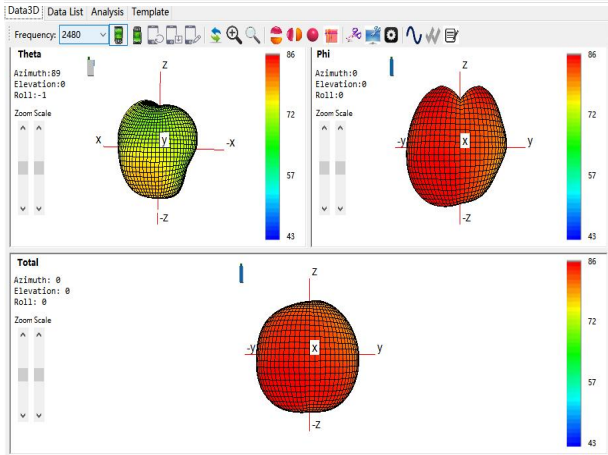 Data3D Data List Analysis Template
Frequency: 2480
Theta
Azimuth:89
Elevation:0
Roll:-1
Zoom Scale
Z
X
y
-X
-Z
86
72
57
43
Phi
Azimuth:0
Elevation:0
Roll:0
Zoom Scale
Z
-y
X
y
-Z
86
72
57
43
Total
Azimuth: 0
Elevation: 0
Roll: 0
Zoom Scale
Z
-y
X
y
-Z
86
72
57
43